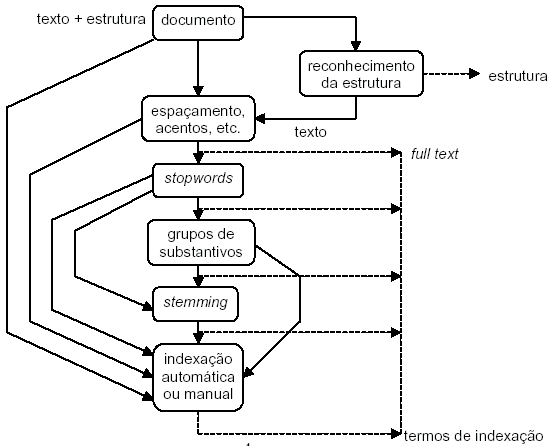 texto + estrutura
documento
reconhecimento
da estrutura
estrutura
espaçamento,
acentos, etc.
texto
full text
stopwords
grupos de
substantivos
stemming
indexação
automática
ou manual
termos de indexação